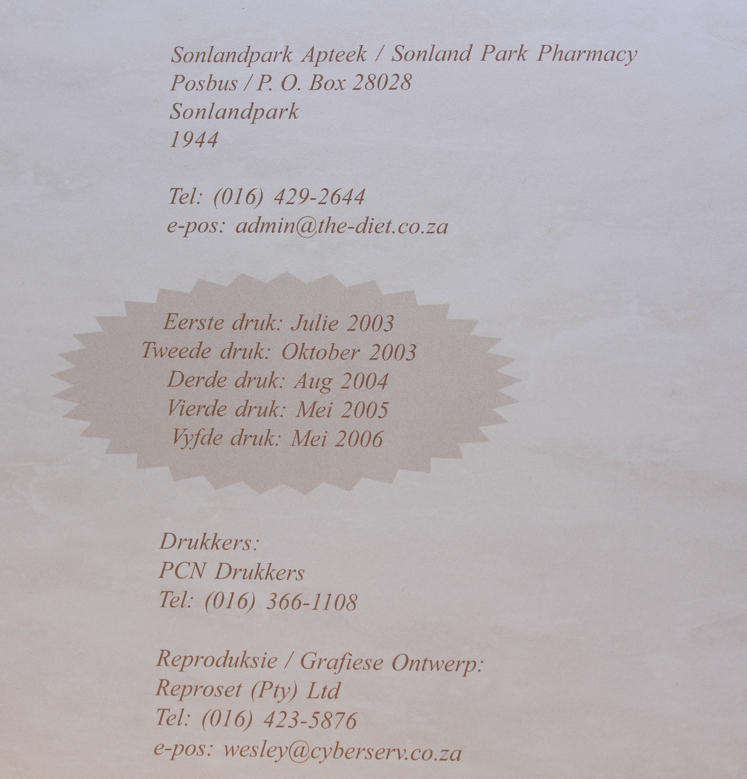 Sonlandpark Apteek / Sonland Park Pharmacy
Posbus / P. O. Box 28028
Sonlandpark
1944
Tel: (016) 429-2644
e-pos: admin@the-diet.co.za
Eerste druk: Julie 2003
Tweede druk: Oktober 2003
Derde druk: Aug 2004
Vierde druk: Mei 2005
Vyfde druk: Mei 2006
Drukkers:
PCN Drukkers
Tel: (016) 366-1108
Reproduksie / Grafiese Ontwerp:
Reproset (Pty) Ltd
Tel: (016) 423-5876
e-pos: wesley@cyberserv.co.za